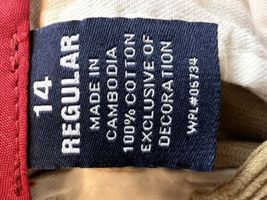 14
REGULAR
MADE IN
CAMBODIA
100% COTTON
EXCLUSIVE OF
DECORATION
WPL#05734